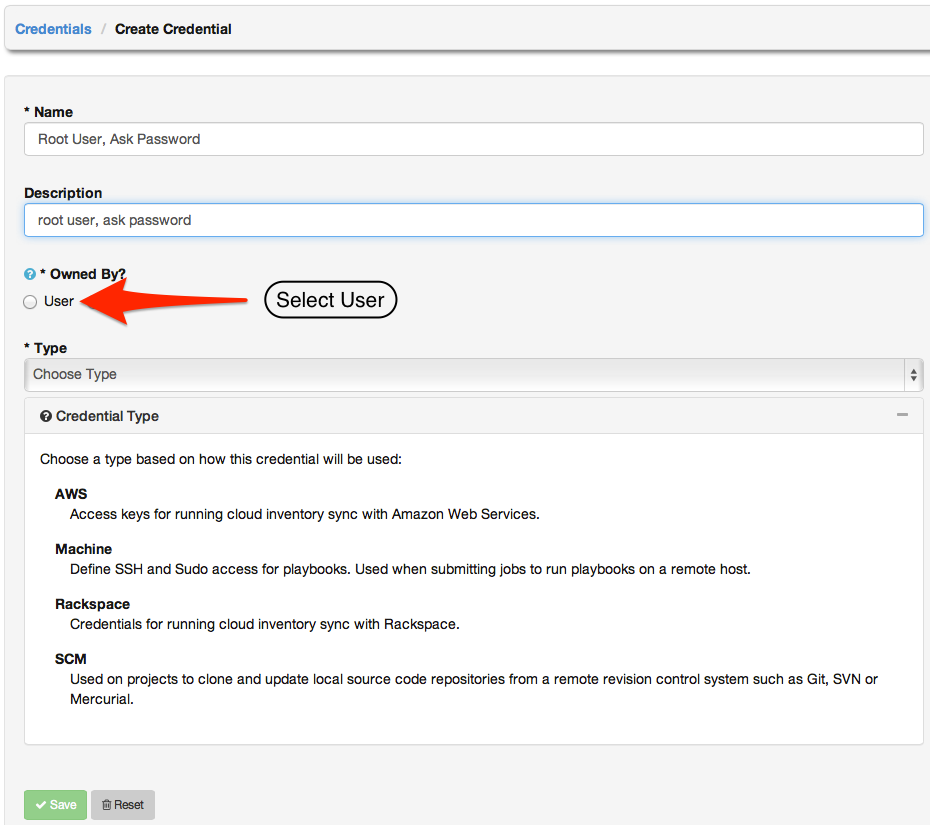 Credentials / Create Credential
* Name
Root User, Ask Password
Description
root user, ask password
? * Owned By?
User
Select User
* Type
Choose Type
? Credential Type
Choose a type based on how this credential will be used:
AWS
Access keys for running cloud inventory sync with Amazon Web Services.
Machine
Define SSH and Sudo access for playbooks. Used when submitting jobs to run playbooks on a remote host.
Rackspace
Credentials for running cloud inventory sync with Rackspace.
SCM
Used on projects to clone and update local source code repositories from a remote revision control system such as Git, SVN or
Mercurial.
Save Reset